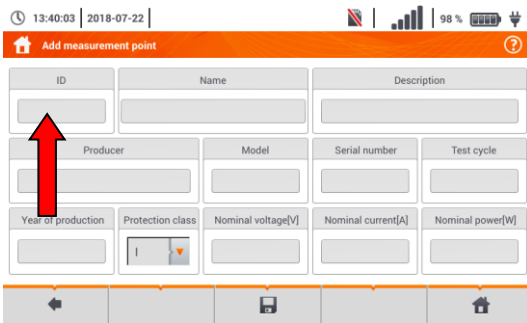 13:40:03 2018-07-22 98 %
Add measurement point ?
ID Name Description
Producer Model Serial number Test cycle
Year of production Protection class Nominal voltage[V] Nominal current[A] Nominal power[W]
I